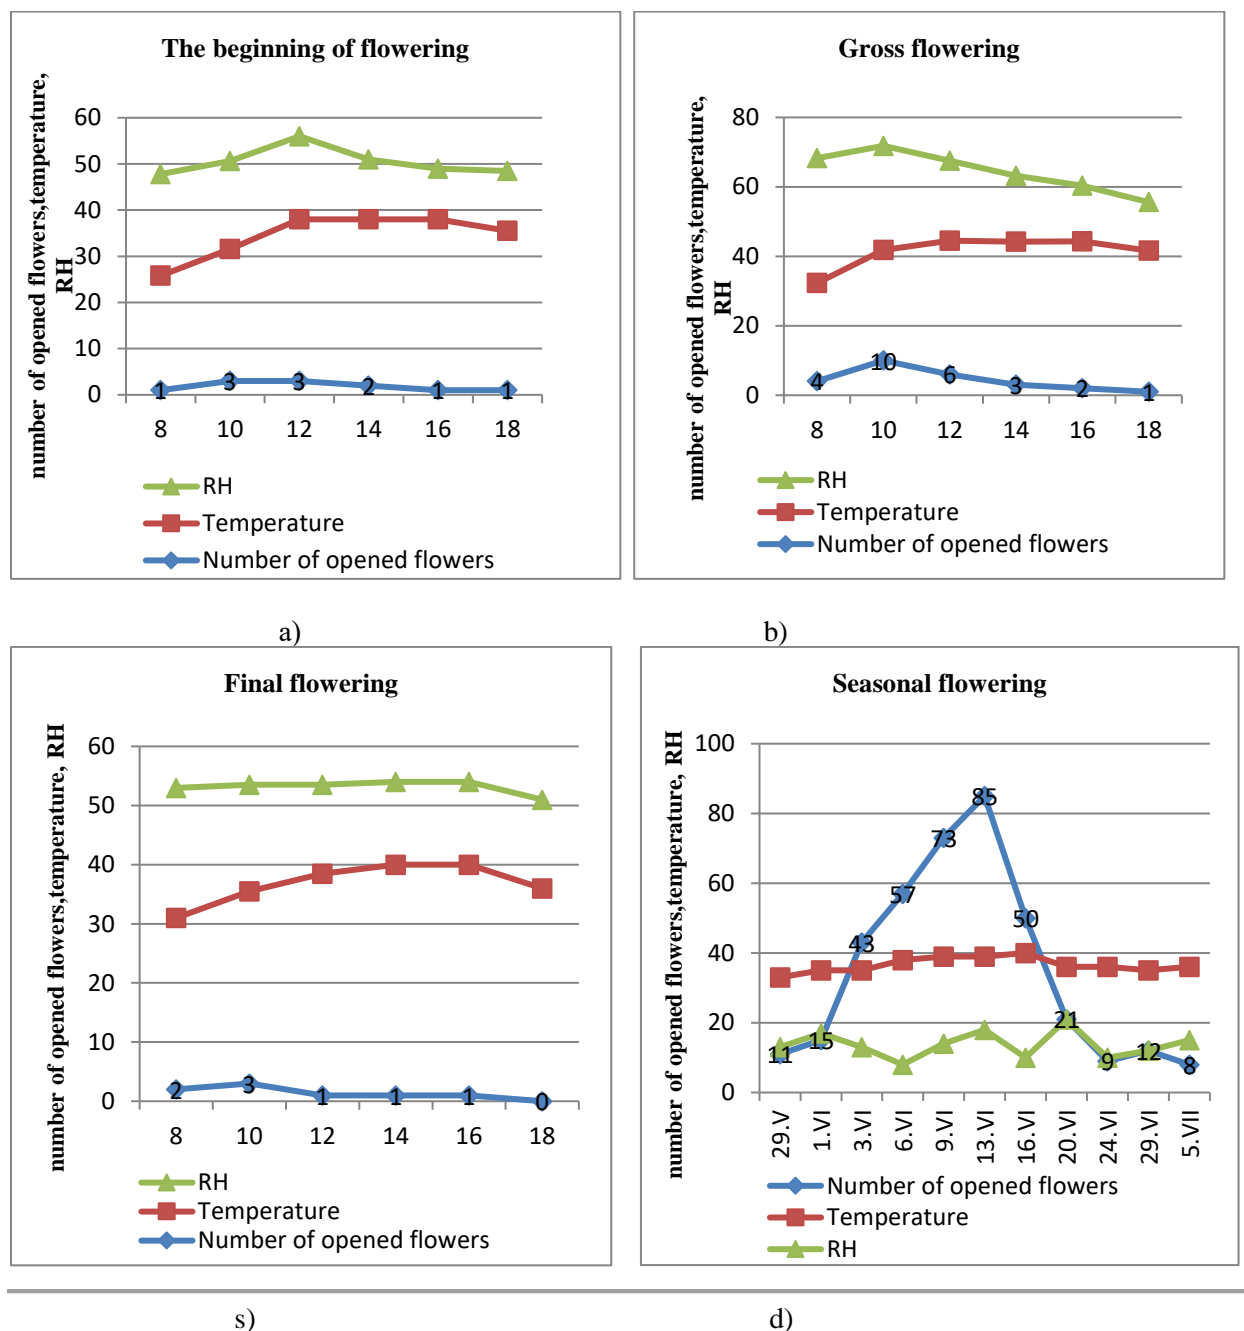 The beginning of flowering
number of opened flowers,temperature,
RH
60
50
40
30
20
10
0
1
3
3
2
1
1
8 10 12 14 16 18
RH
Temperature
Number of opened flowers
Gross flowering
number of opened flowers,temperature,
RH
80
60
40
20
0
4
10
6
3
2
1
8 10 12 14 16 18
RH
Temperature
Number of opened flowers
a)
b)
Final flowering
number of opened flowers,temperature, RH
60
50
40
30
20
10
0
2
3
1
1
1
0
8 10 12 14 16 18
RH
Temperature
Number of opened flowers
Seasonal flowering
number of opened flowers,temperature, RH
100
80
60
40
20
0
11
15
43
57
73
85
50
21
9
12
8
29.V
1.VI
3.VI
6.VI
9.VI
13.VI
16.VI
20.VI
24.VI
29.VI
5.VII
Number of opened flowers
Temperature
RH
s)
d)